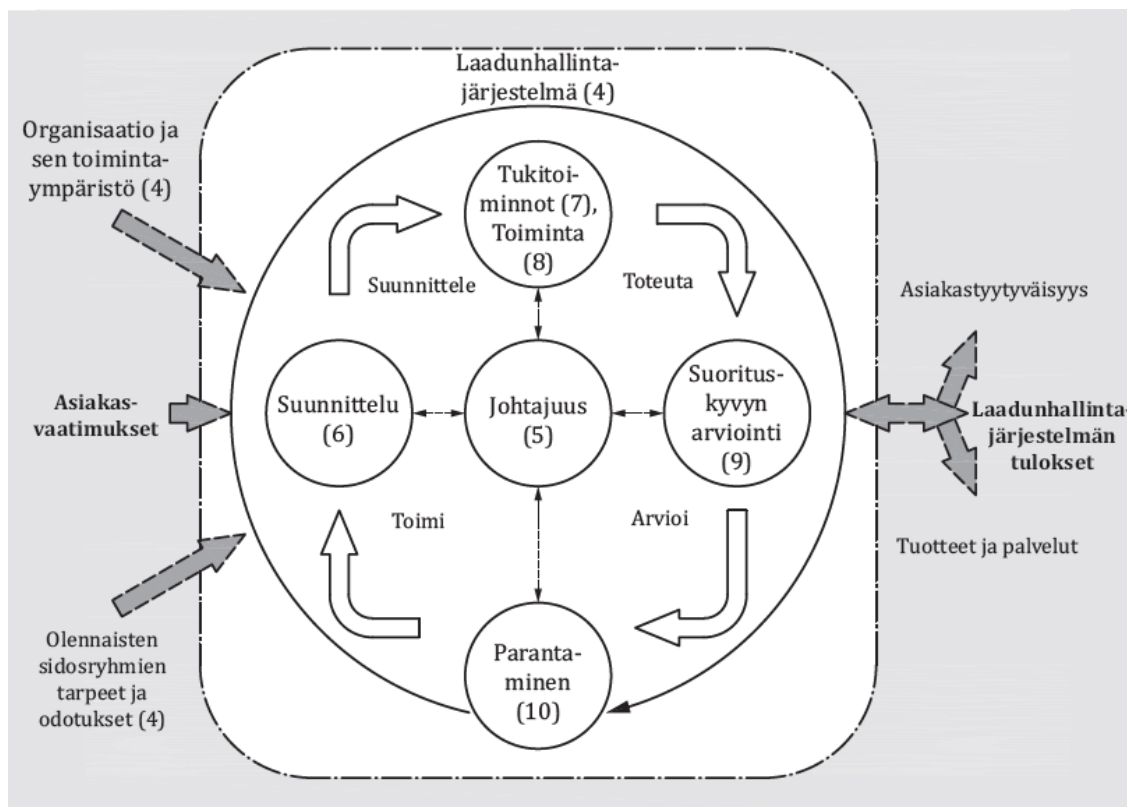 Laadunhallinta-
järjestelmä (4)
Organisaatio ja
sen toiminta-
ympäristö (4)
Tukitoi-
minnot (7),
Toiminta
(8)
Suunnittele
Toteuta
Asiakastyytyväisyys
Asiakas-
vaatimukset
Suunnittelu
(6)
Johtajuus
(5)
Suoritus-
kyvyn
arviointi
(9)
Laadunhallinta-
järjestelmän
tulokset
Toimi
Arvioi
Tuotteet ja palvelut
Olennaisten
sidosryhmien
tarpeet ja
odotukset (4)
Paranta-
minen
(10)